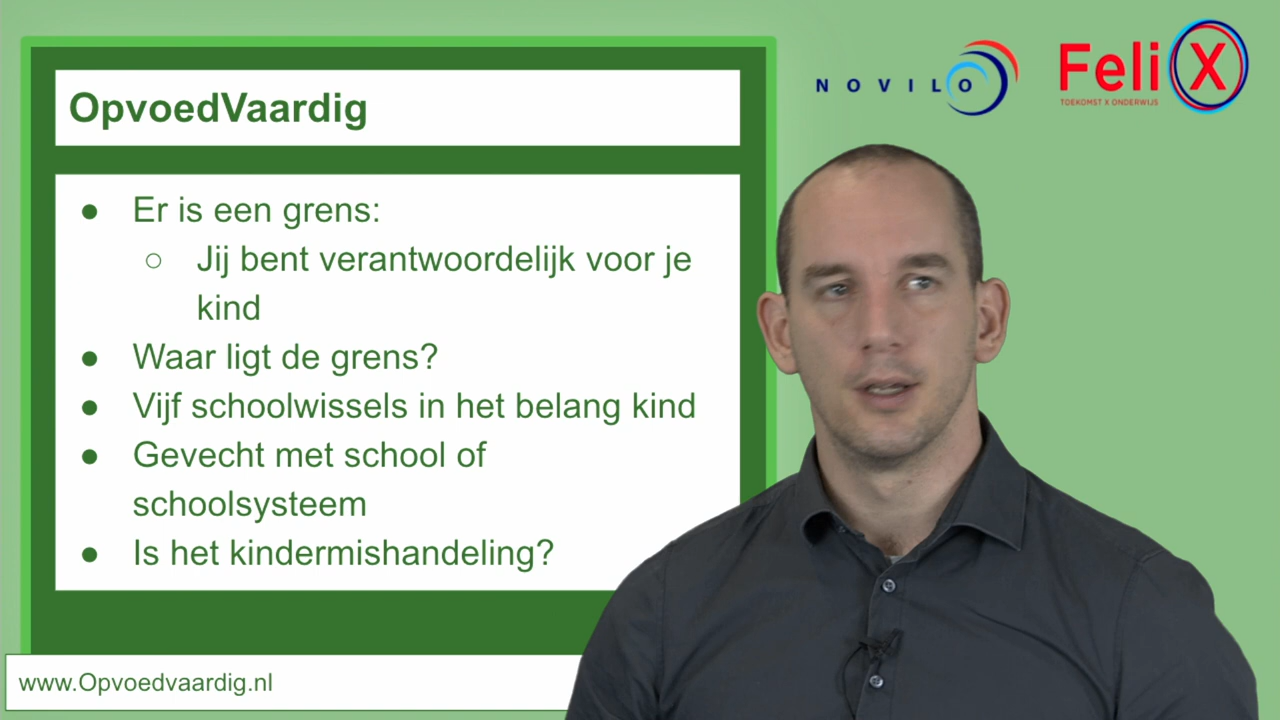 OpvoedVaardig
● Er is een grens:
○ Jij bent verantwoordelijk voor je
kind
● Waar ligt de grens?
● Vijf schoolwissels in het belang kind
● Gevecht met school of
schoolsysteem
● Is het kindermishandeling?
www.Opvoedvaardig.nl
NOVILO
FeliX
TOEKOMST X ONDERWIJS